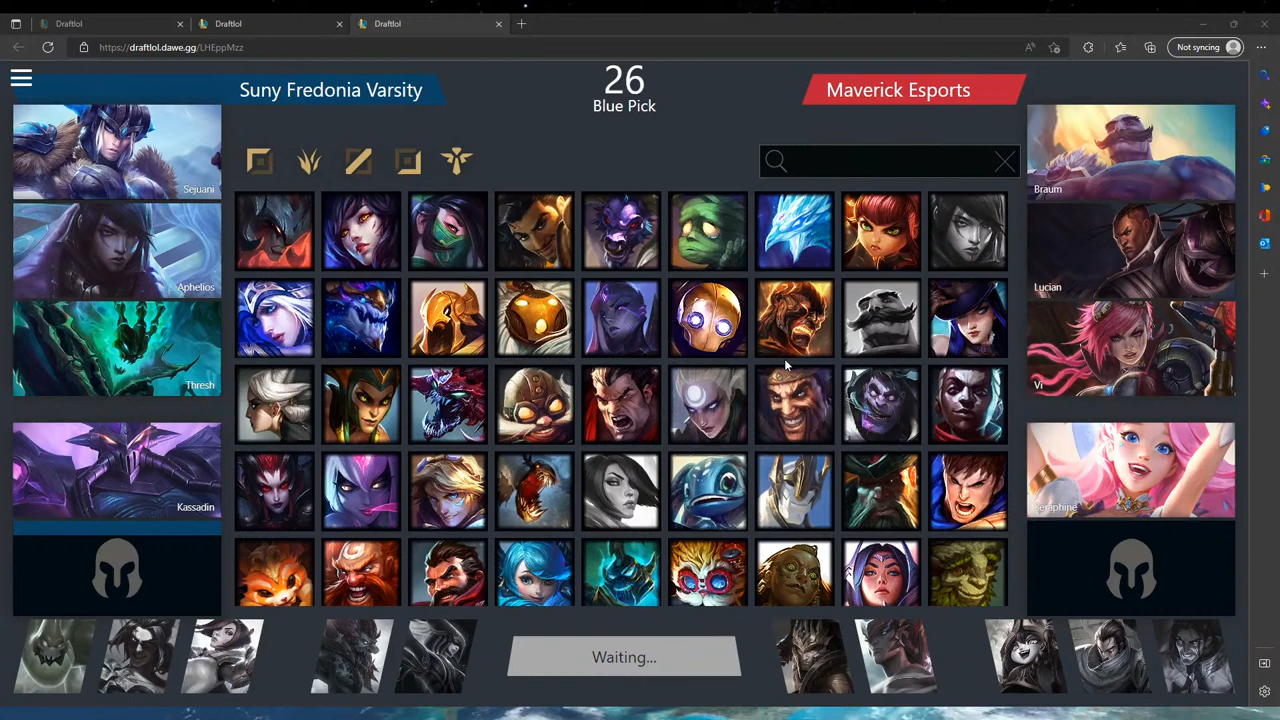 Draftlol
Draftlol
Draftlol
https://draftlol.dawe.gg/LHEppMzz
Not syncing
Suny Fredonia Varsity
26
Blue Pick
Maverick Esports
Sejuani
Aphelios
Thresh
Kassadin
Braum
Lucian
Vi
Seraphine
Waiting...